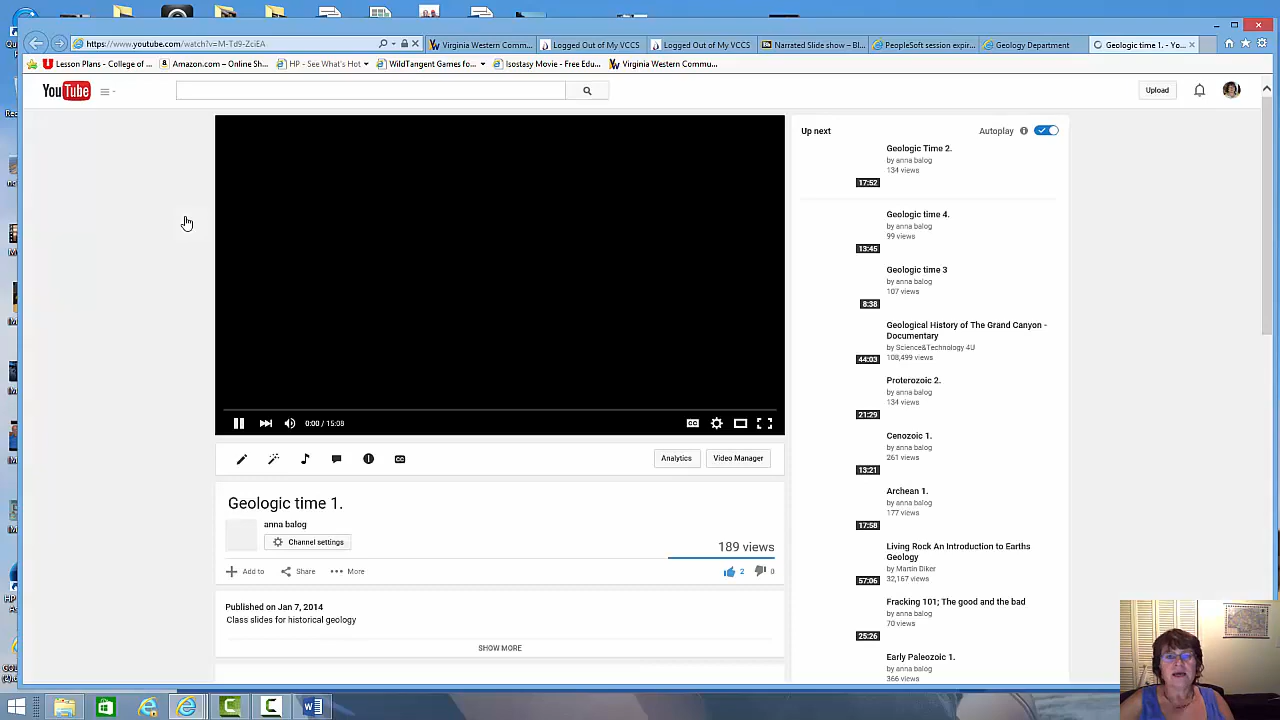 https://www.youtube.com/watch?v=M-Td9-ZciEA
Virginia Western Comm...
Logged Out of My VCCS
Logged Out of My VCCS
Narrated Slide show – Bl...
PeopleSoft session expir...
Geology Department
Geologic time 1. - Yo...
Lesson Plans - College of ...
Amazon.com – Online Sh...
HP - See What's Hot
WildTangent Games fo...
Isostasy Movie - Free Edu...
Virginia Western Commu...
YouTube
Upload
Up next
Autoplay
Geologic Time 2.
by anna balog
134 views
17:52
Geologic time 4.
by anna balog
99 views
13:45
Geologic time 3
by anna balog
107 views
8:38
Geological History of The Grand Canyon -
Documentary
by Science&Technology 4U
108,499 views
44:03
Proterozoic 2.
by anna balog
134 views
21:29
Cenozoic 1.
by anna balog
261 views
13:21
Archean 1.
by anna balog
177 views
17:58
Living Rock An Introduction to Earths
Geology
by Martin Diker
32,167 views
57:06
Fracking 101; The good and the bad
by anna balog
70 views
25:26
Early Paleozoic 1.
by anna balog
366 views
0:00 / 15:08
CC
CC
Analytics
Video Manager
Geologic time 1.
anna balog
Channel settings
189 views
Add to
Share
More
2
0
Published on Jan 7, 2014
Class slides for historical geology
SHOW MORE